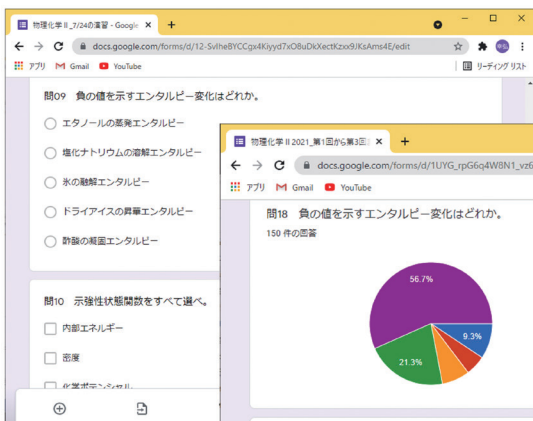 物理化学Ⅱ_7/24の演習 - Google
docs.google.com/forms/d/12-SvIheBYCCgx4Kjyyd7xO8uDkXectKzxx9JKsAms4E/edit
アプリ Gmail YouTube リーディング リスト
問09 負の値を示すエンタルピー変化はどれか。
エタノールの蒸発エンタルピー
塩化ナトリウムの溶解エンタルピー
氷の融解エンタルピー
ドライアイスの昇華エンタルピー
酢酸の凝固エンタルピー
問10 示強性状態関数をすべて選べ。
内部エネルギー
密度
化学ポテンシャル
物理化学Ⅱ2021_第1回から第3回
docs.google.com/forms/d/1UYG_rpG6q4W8N1_vz6
アプリ Gmail YouTube
問18 負の値を示すエンタルピー変化はどれか。
150 件の回答
56.7%
9.3%
21.3%